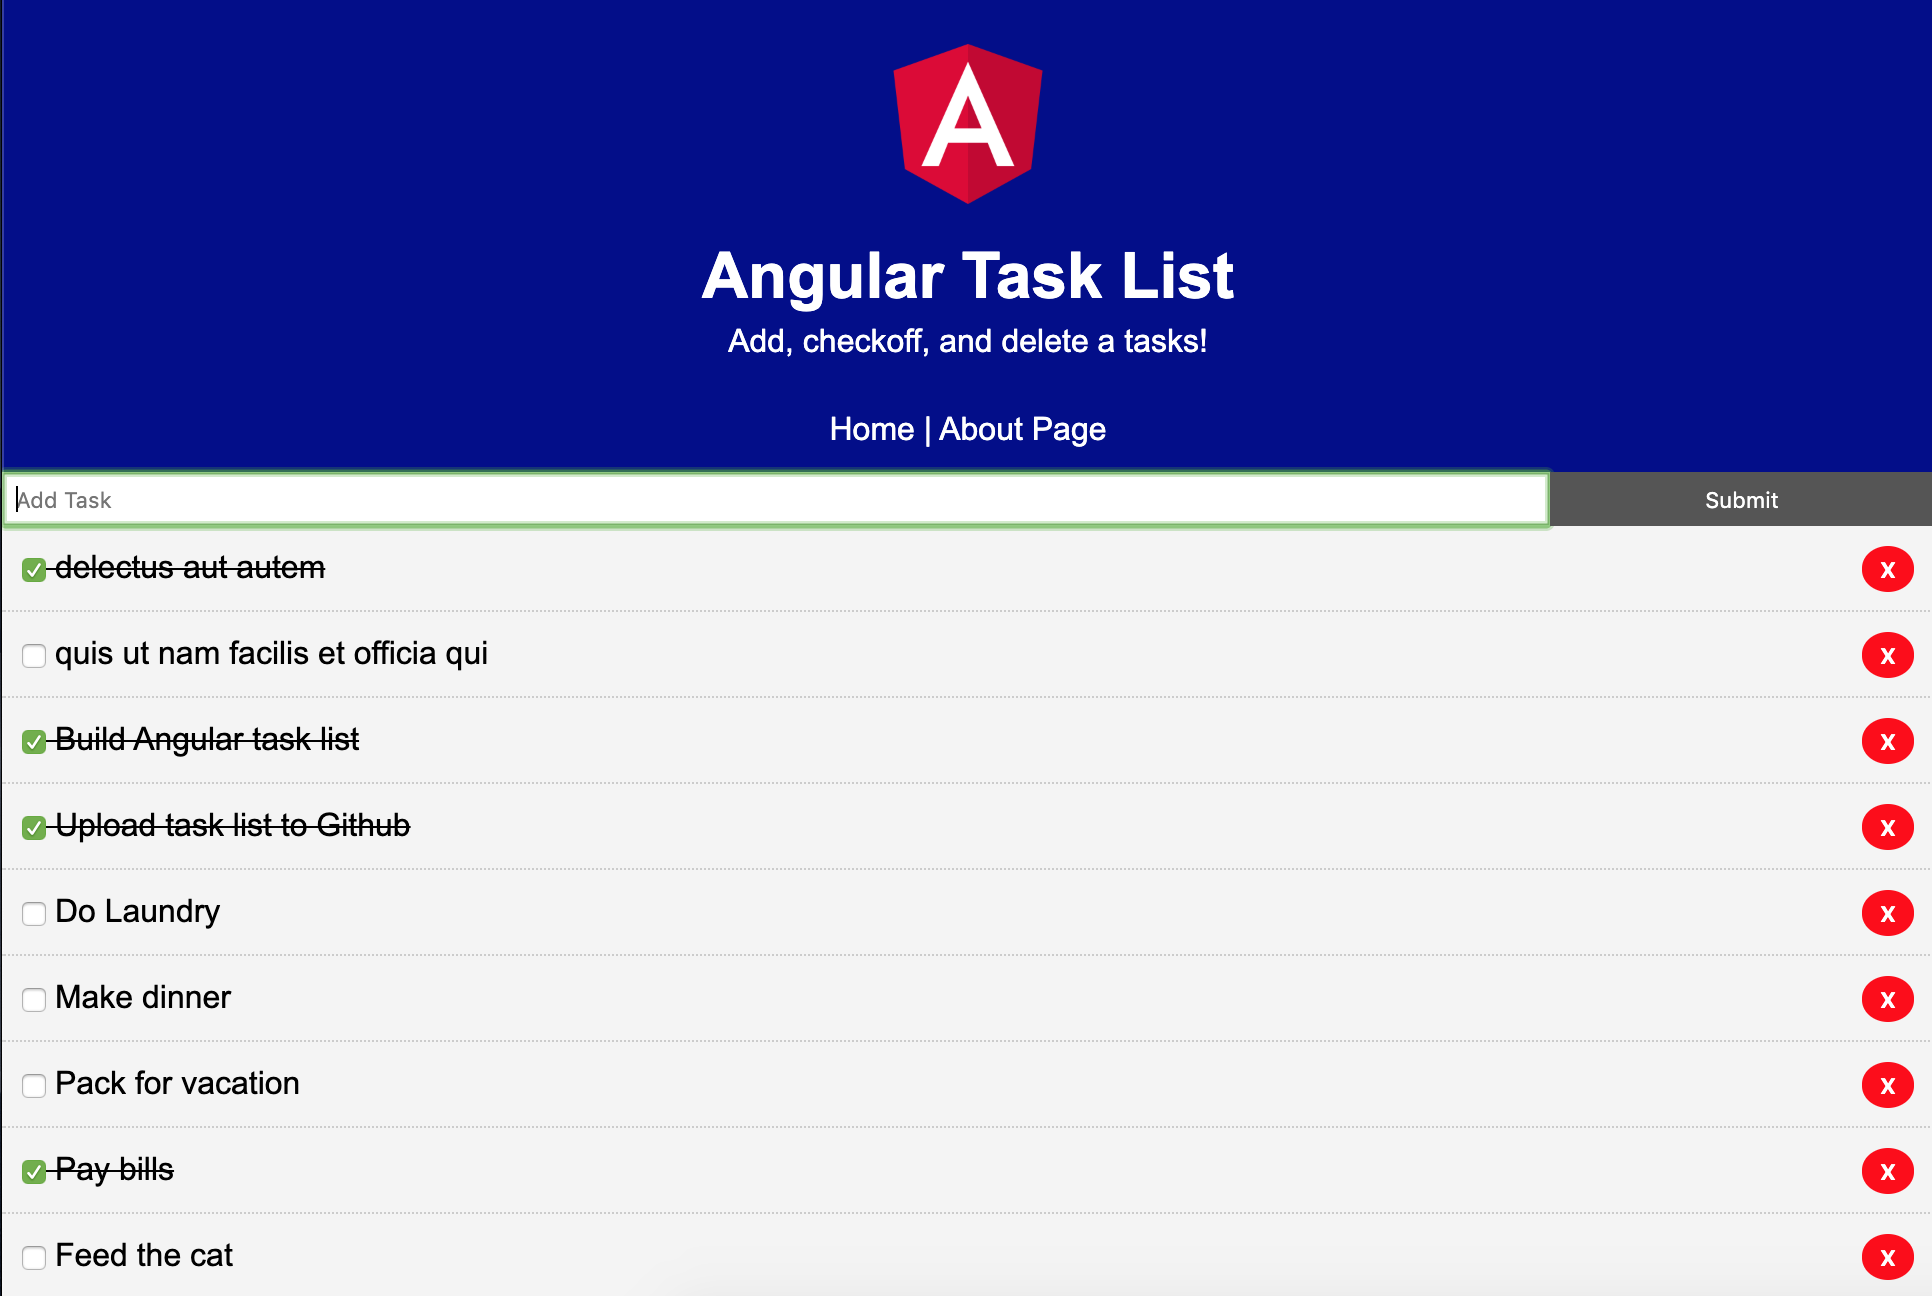 A
Angular Task List
Add, checkoff, and delete a tasks!
Home | About Page
Add Task
Submit
delectus aut autem
x
quis ut nam facilis et officia qui
x
Build Angular task list
x
Upload task list to Github
x
Do Laundry
x
Make dinner
x
Pack for vacation
x
Pay bills
x
Feed the cat
x